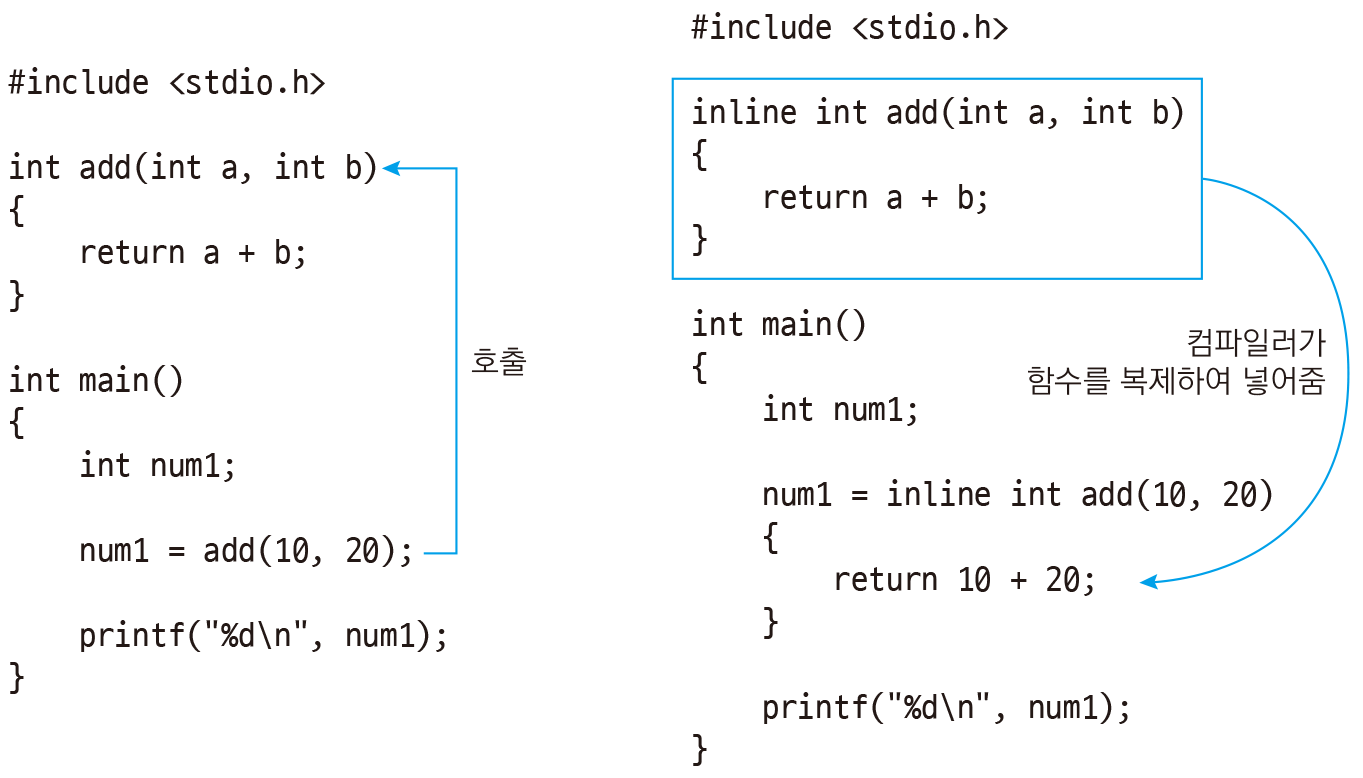 #include <stdio.h>
int add(int a, int b)
{
    return a + b;
}
int main()
{
    int num1;
    num1 = add(10, 20);
    printf("%d\n", num1);
}
호출
#include <stdio.h>
inline int add(int a, int b)
{
    return a + b;
}
int main()
{
    int num1;
    num1 = inline int add(10, 20)
    {
        return 10 + 20;
    }
    printf("%d\n", num1);
}
컴파일러가
함수를 복제하여 넣어줌